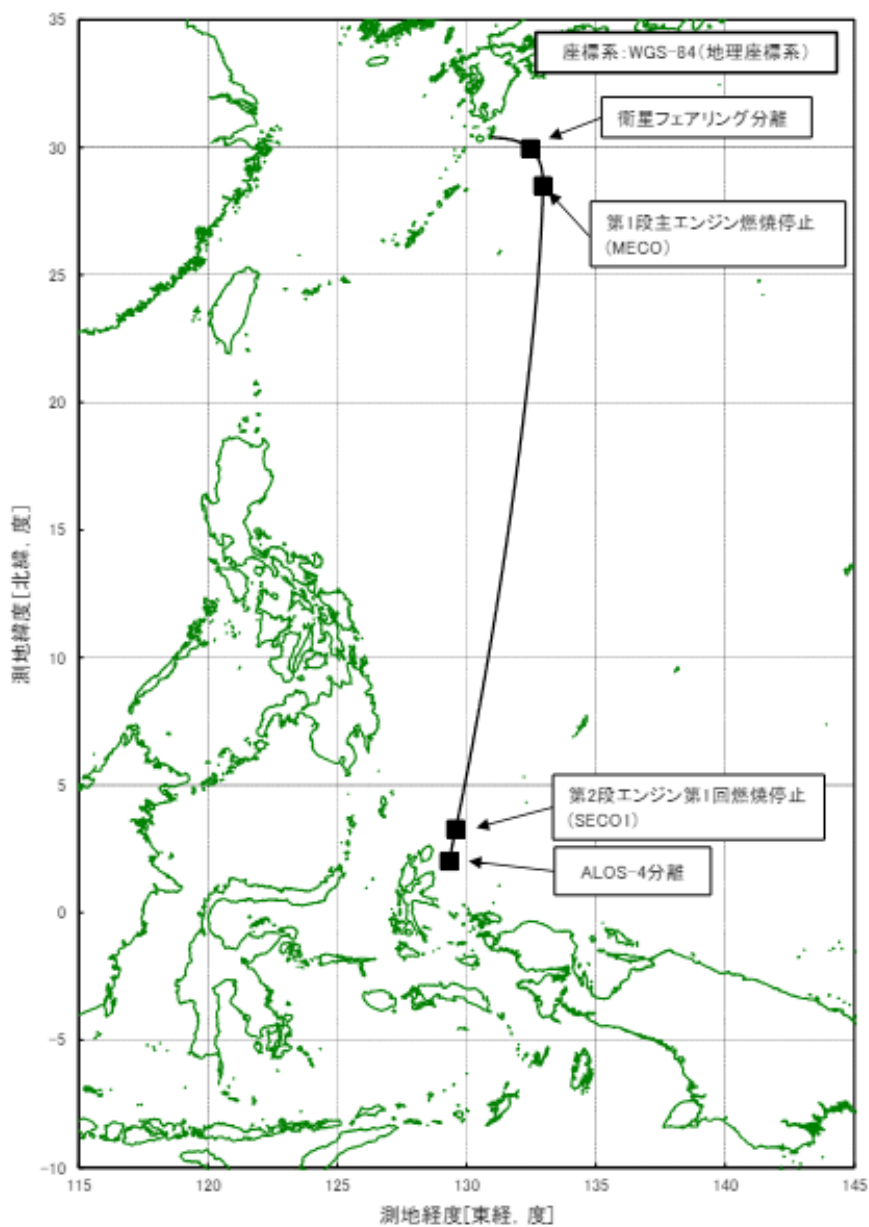 座標系:WGS-84(地理座標系)
衛星フェアリング分離
第1段主エンジン燃焼停止
(MECO)
第2段エンジン第1回燃焼停止
(SECO1)
ALOS-4分離
測地緯度[北緯, 度]
35
30
25
20
15
10
5
0
-5
-10
115
120
125
130
135
140
145
測地経度[東経, 度]